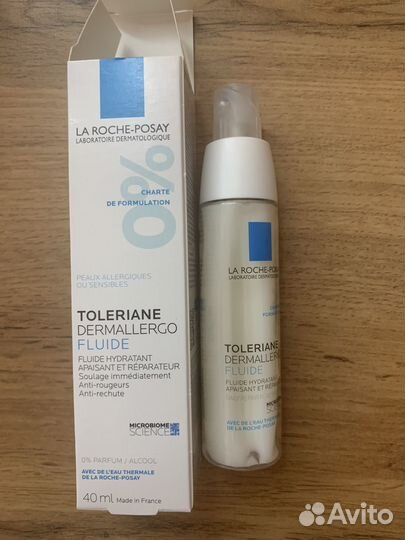 LA ROCHE-POSAY
LABORATOIRE DERMATOLOGIQUE
0%
CHARTE
DE FORMULATION
PEAUX ALLERGIQUES
OU SENSIBLES
TOLERIANE
DERMALLERGO
FLUIDE
FLUIDE HYDRATANT
APAISANT ET RÉPARATEUR
Soulage immédiatement
Anti-rougeurs
Anti-rechute
MICROBIOME
SCIENCE
0% PARFUM / ALCOOL
AVEC DE L'EAU THERMALE
DE LA ROCHE-POSAY
40 ml Made in France
LA ROCHE-POSAY
LABORATOIRE DERMATOLOGIQUE
TOLERIANE
DERMALLERGO
FLUIDE
FLUIDE HYDRATANT
APAISANT ET
MICROBIOME
SCIENCE
AVEC DE L'EAU THERMALE
DE LA ROCHE-POSAY
Avito